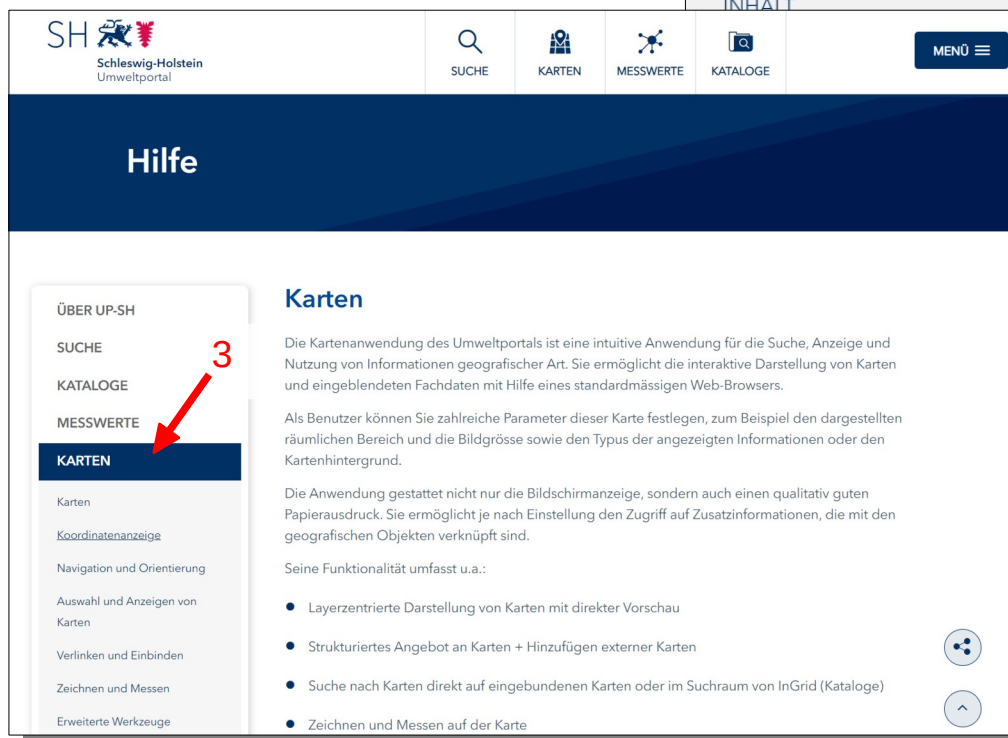 INHALT
SH
Schleswig-Holstein
Umweltportal
SUCHE
KARTEN
MESSWERTE
KATALOGE
MENÜ
Hilfe
ÜBER UP-SH
SUCHE
KATALOGE
MESSWERTE
KARTEN
Karten
Koordinatenanzeige
Navigation und Orientierung
Auswahl und Anzeigen von
Karten
Verlinken und Einbinden
Zeichnen und Messen
Erweiterte Werkzeuge
3
Karten
Die Kartenanwendung des Umweltportals ist eine intuitive Anwendung für die Suche, Anzeige und
Nutzung von Informationen geografischer Art. Sie ermöglicht die interaktive Darstellung von Karten
und eingeblendeten Fachdaten mit Hilfe eines standardmässigen Web-Browsers.
Als Benutzer können Sie zahlreiche Parameter dieser Karte festlegen, zum Beispiel den dargestellten
räumlichen Bereich und die Bildgrösse sowie den Typus der angezeigten Informationen oder den
Kartenhintergrund.
Die Anwendung gestattet nicht nur die Bildschirmanzeige, sondern auch einen qualitativ guten
Papierausdruck. Sie ermöglicht je nach Einstellung den Zugriff auf Zusatzinformationen, die mit den
geografischen Objekten verknüpft sind.
Seine Funktionalität umfasst u.a.:
Layerzentrierte Darstellung von Karten mit direkter Vorschau
Strukturiertes Angebot an Karten + Hinzufügen externer Karten
Suche nach Karten direkt auf eingebundenen Karten oder im Suchraum von InGrid (Kataloge)
Zeichnen und Messen auf der Karte